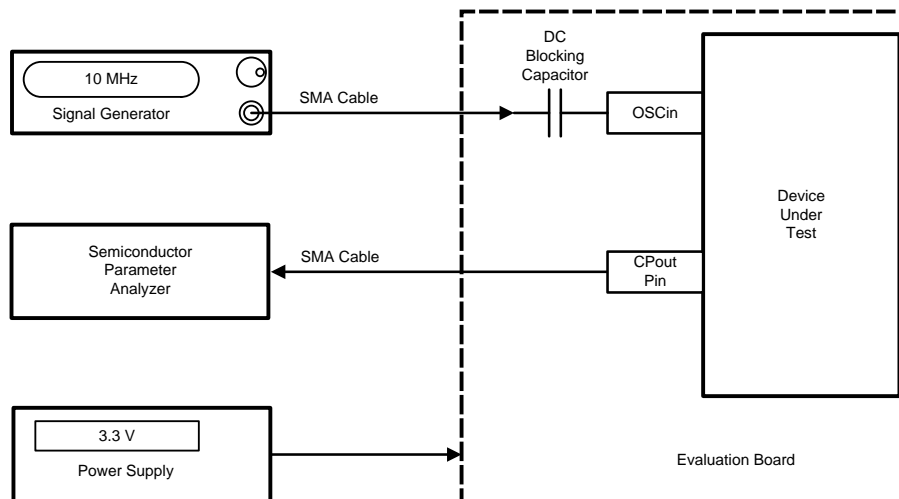 10 MHz
Signal Generator
SMA Cable
DC
Blocking
Capacitor
OSCin
Device
Under
Test
Semiconductor
Parameter
Analyzer
SMA Cable
CPout
Pin
3.3 V
Power Supply
Evaluation Board